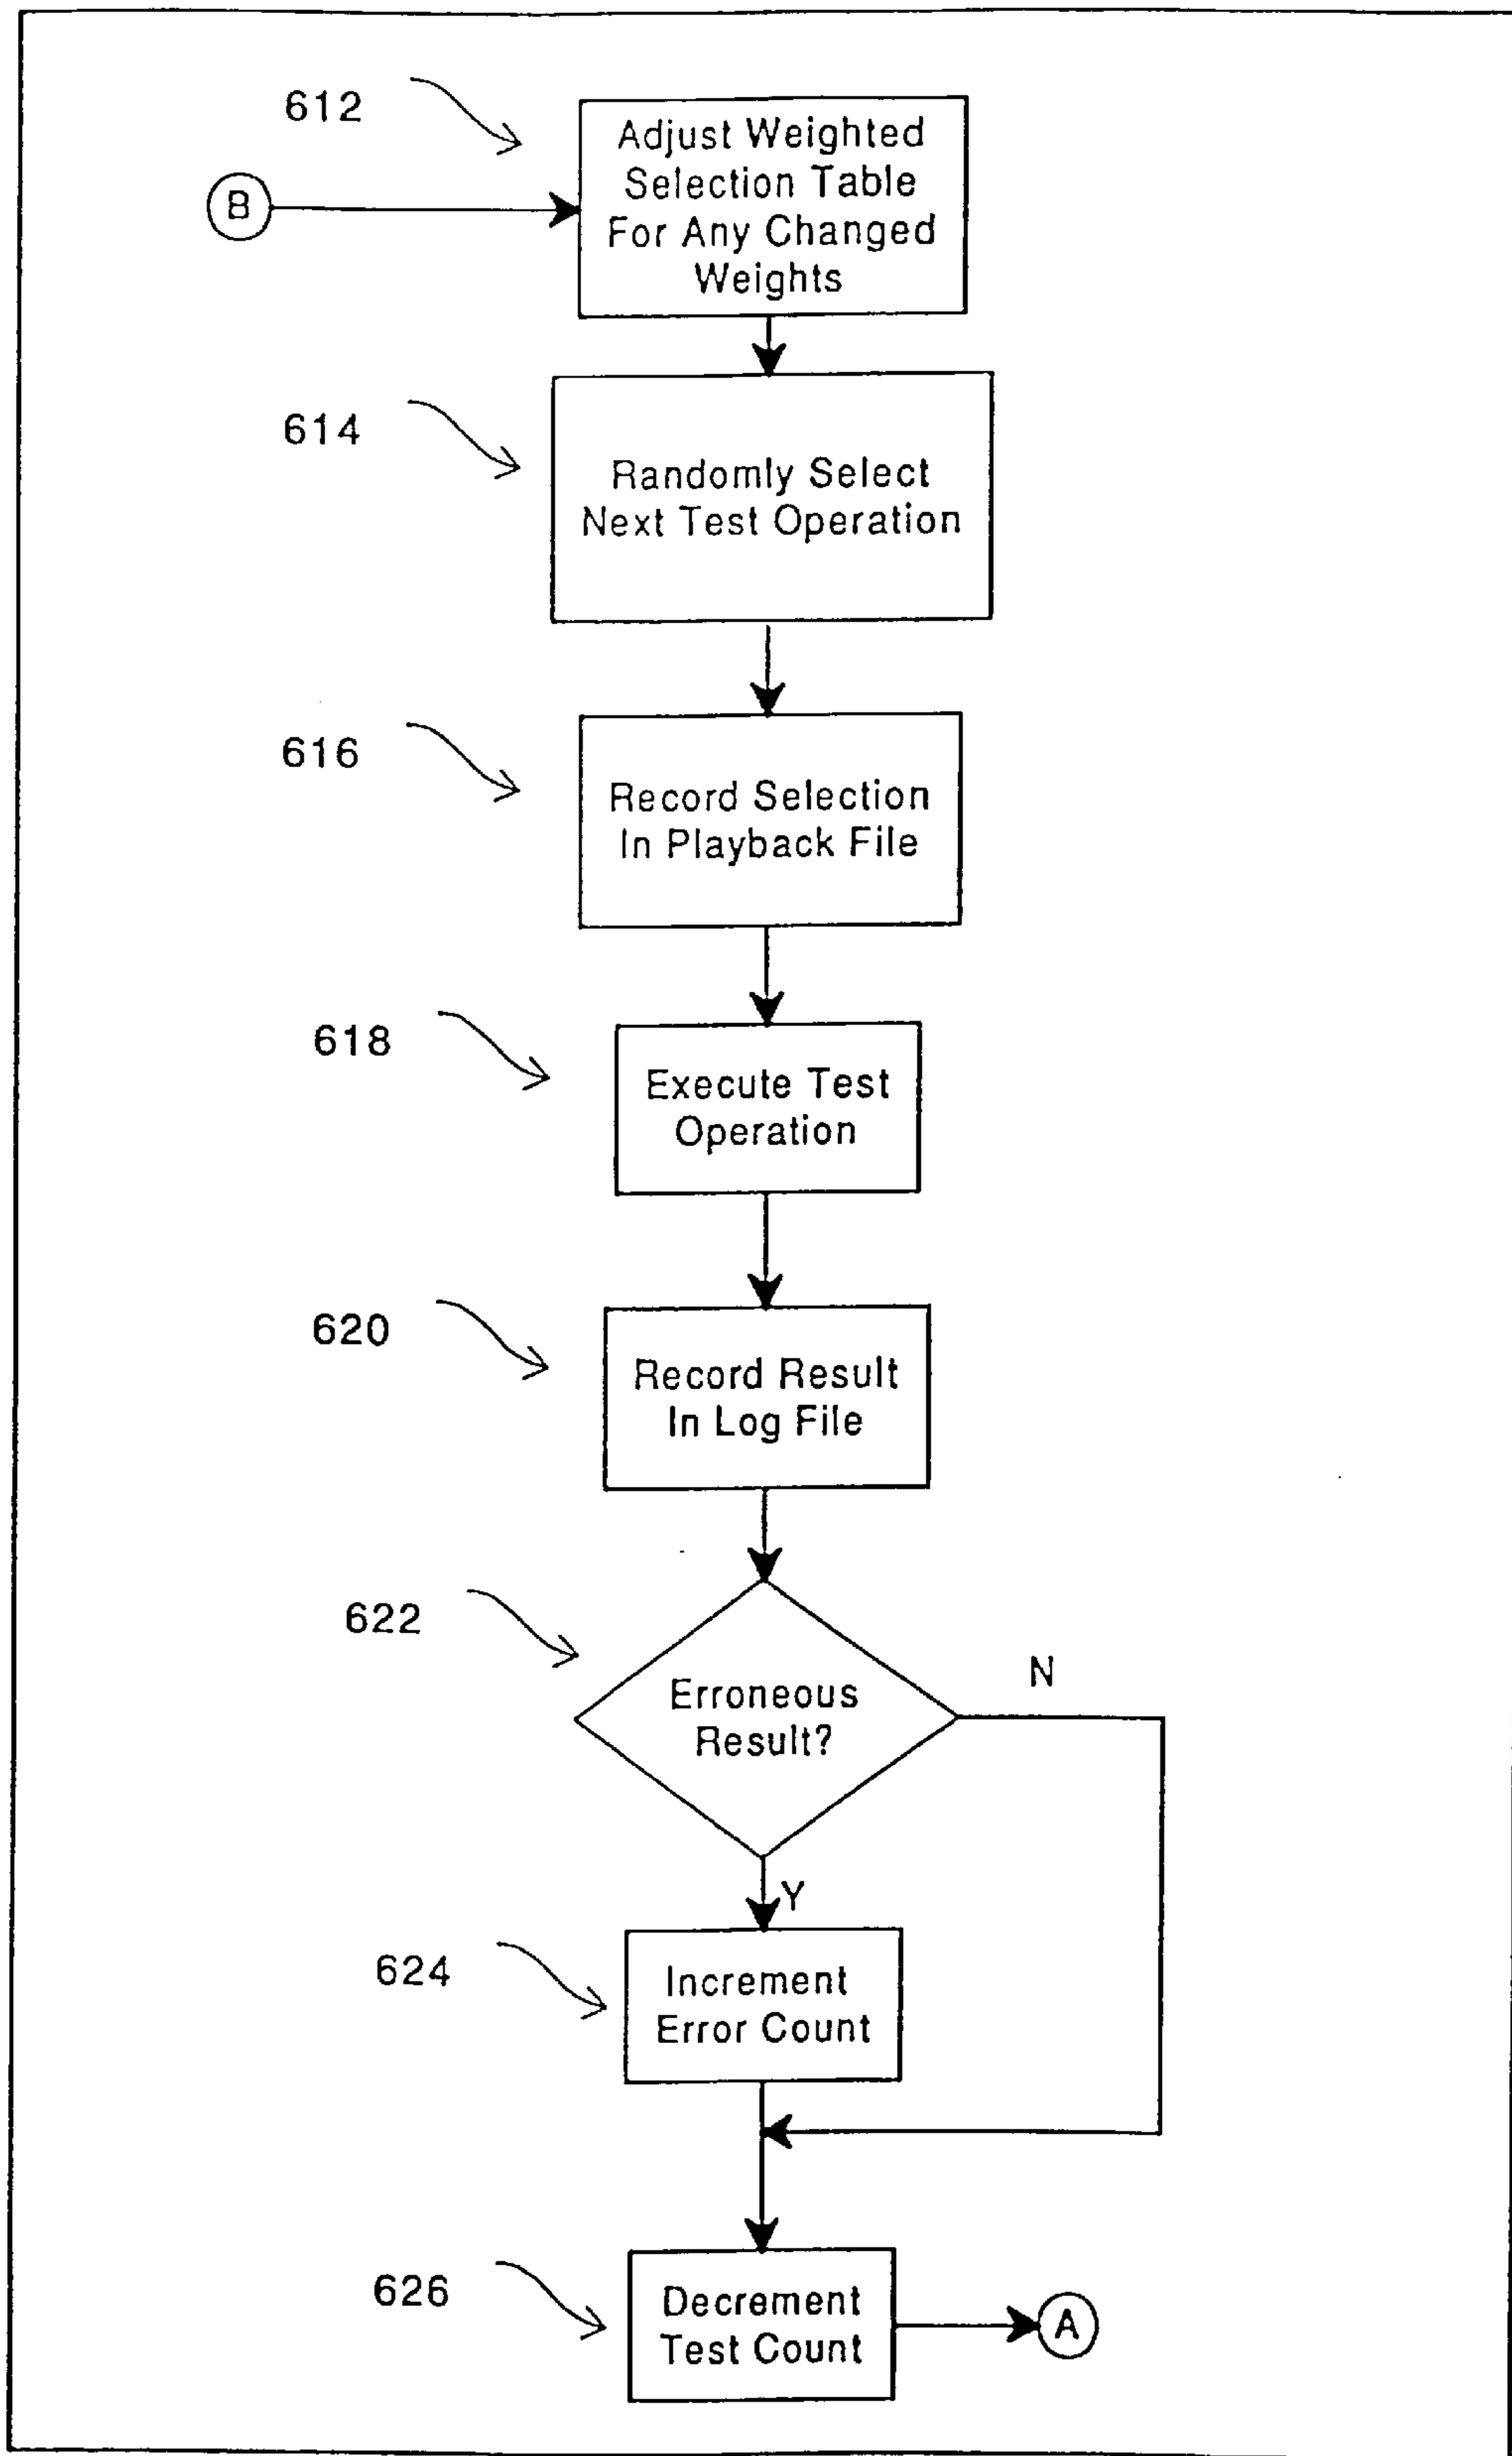 612
Adjust Weighted
Selection Table
For Any Changed
Weights
B
614
Randomly Select
Next Test Operation
616
Record Selection
In Playback File
618
Execute Test
Operation
620
Record Result
In Log File
622
Erroneous
Result?
N
Y
624
Increment
Error Count
626
Decrement
Test Count
A